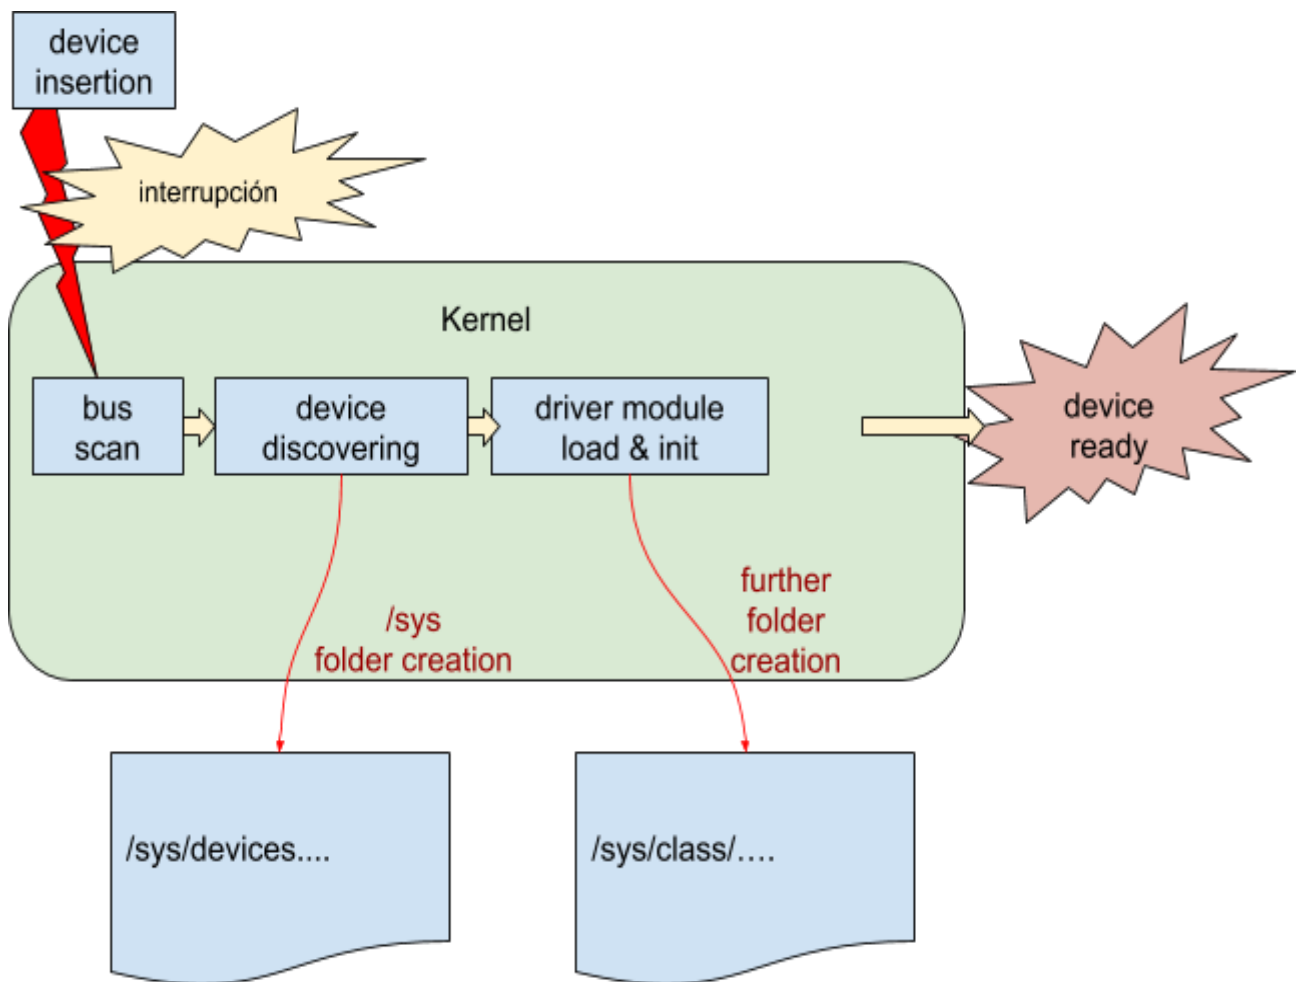 device
insertion
interrupción
Kernel
bus
scan
device
discovering
driver module
load & init
device
ready
/sys
folder creation
further
folder
creation
/sys/devices....
/sys/class/....